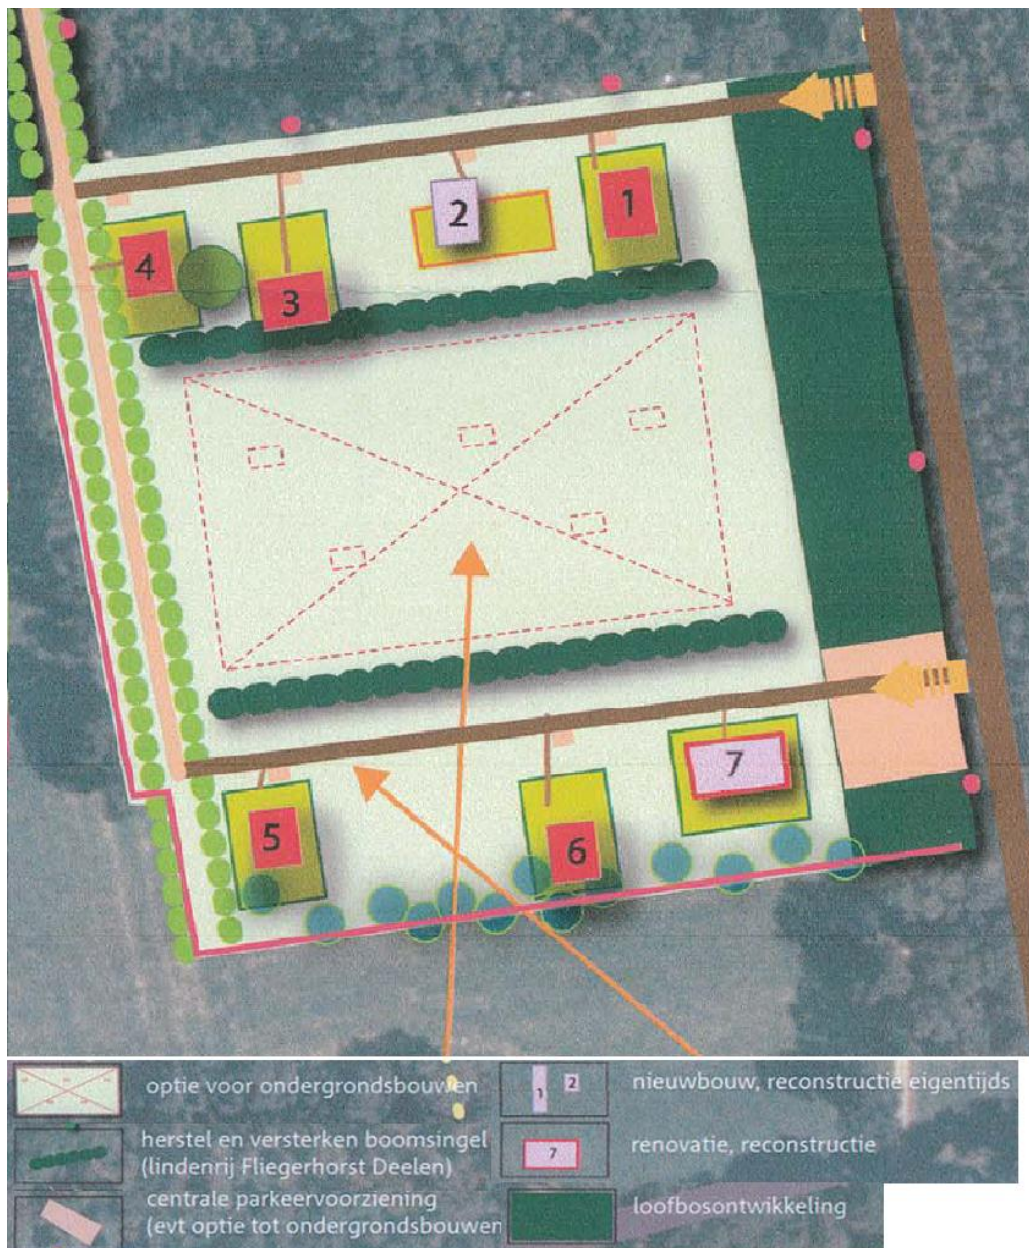 1
2
4
3
5
6
7
optie voor ondergrondsbouwen
herstel en versterken boomsingel
(lindenrij Fliegerhorst Deelen)
centrale parkeervoorziening
(evt optie tot ondergrondsbouwen
1 2
nieuwbouw, reconstructie eigentijds
7
renovatie, reconstructie
loofbosontwikkeling